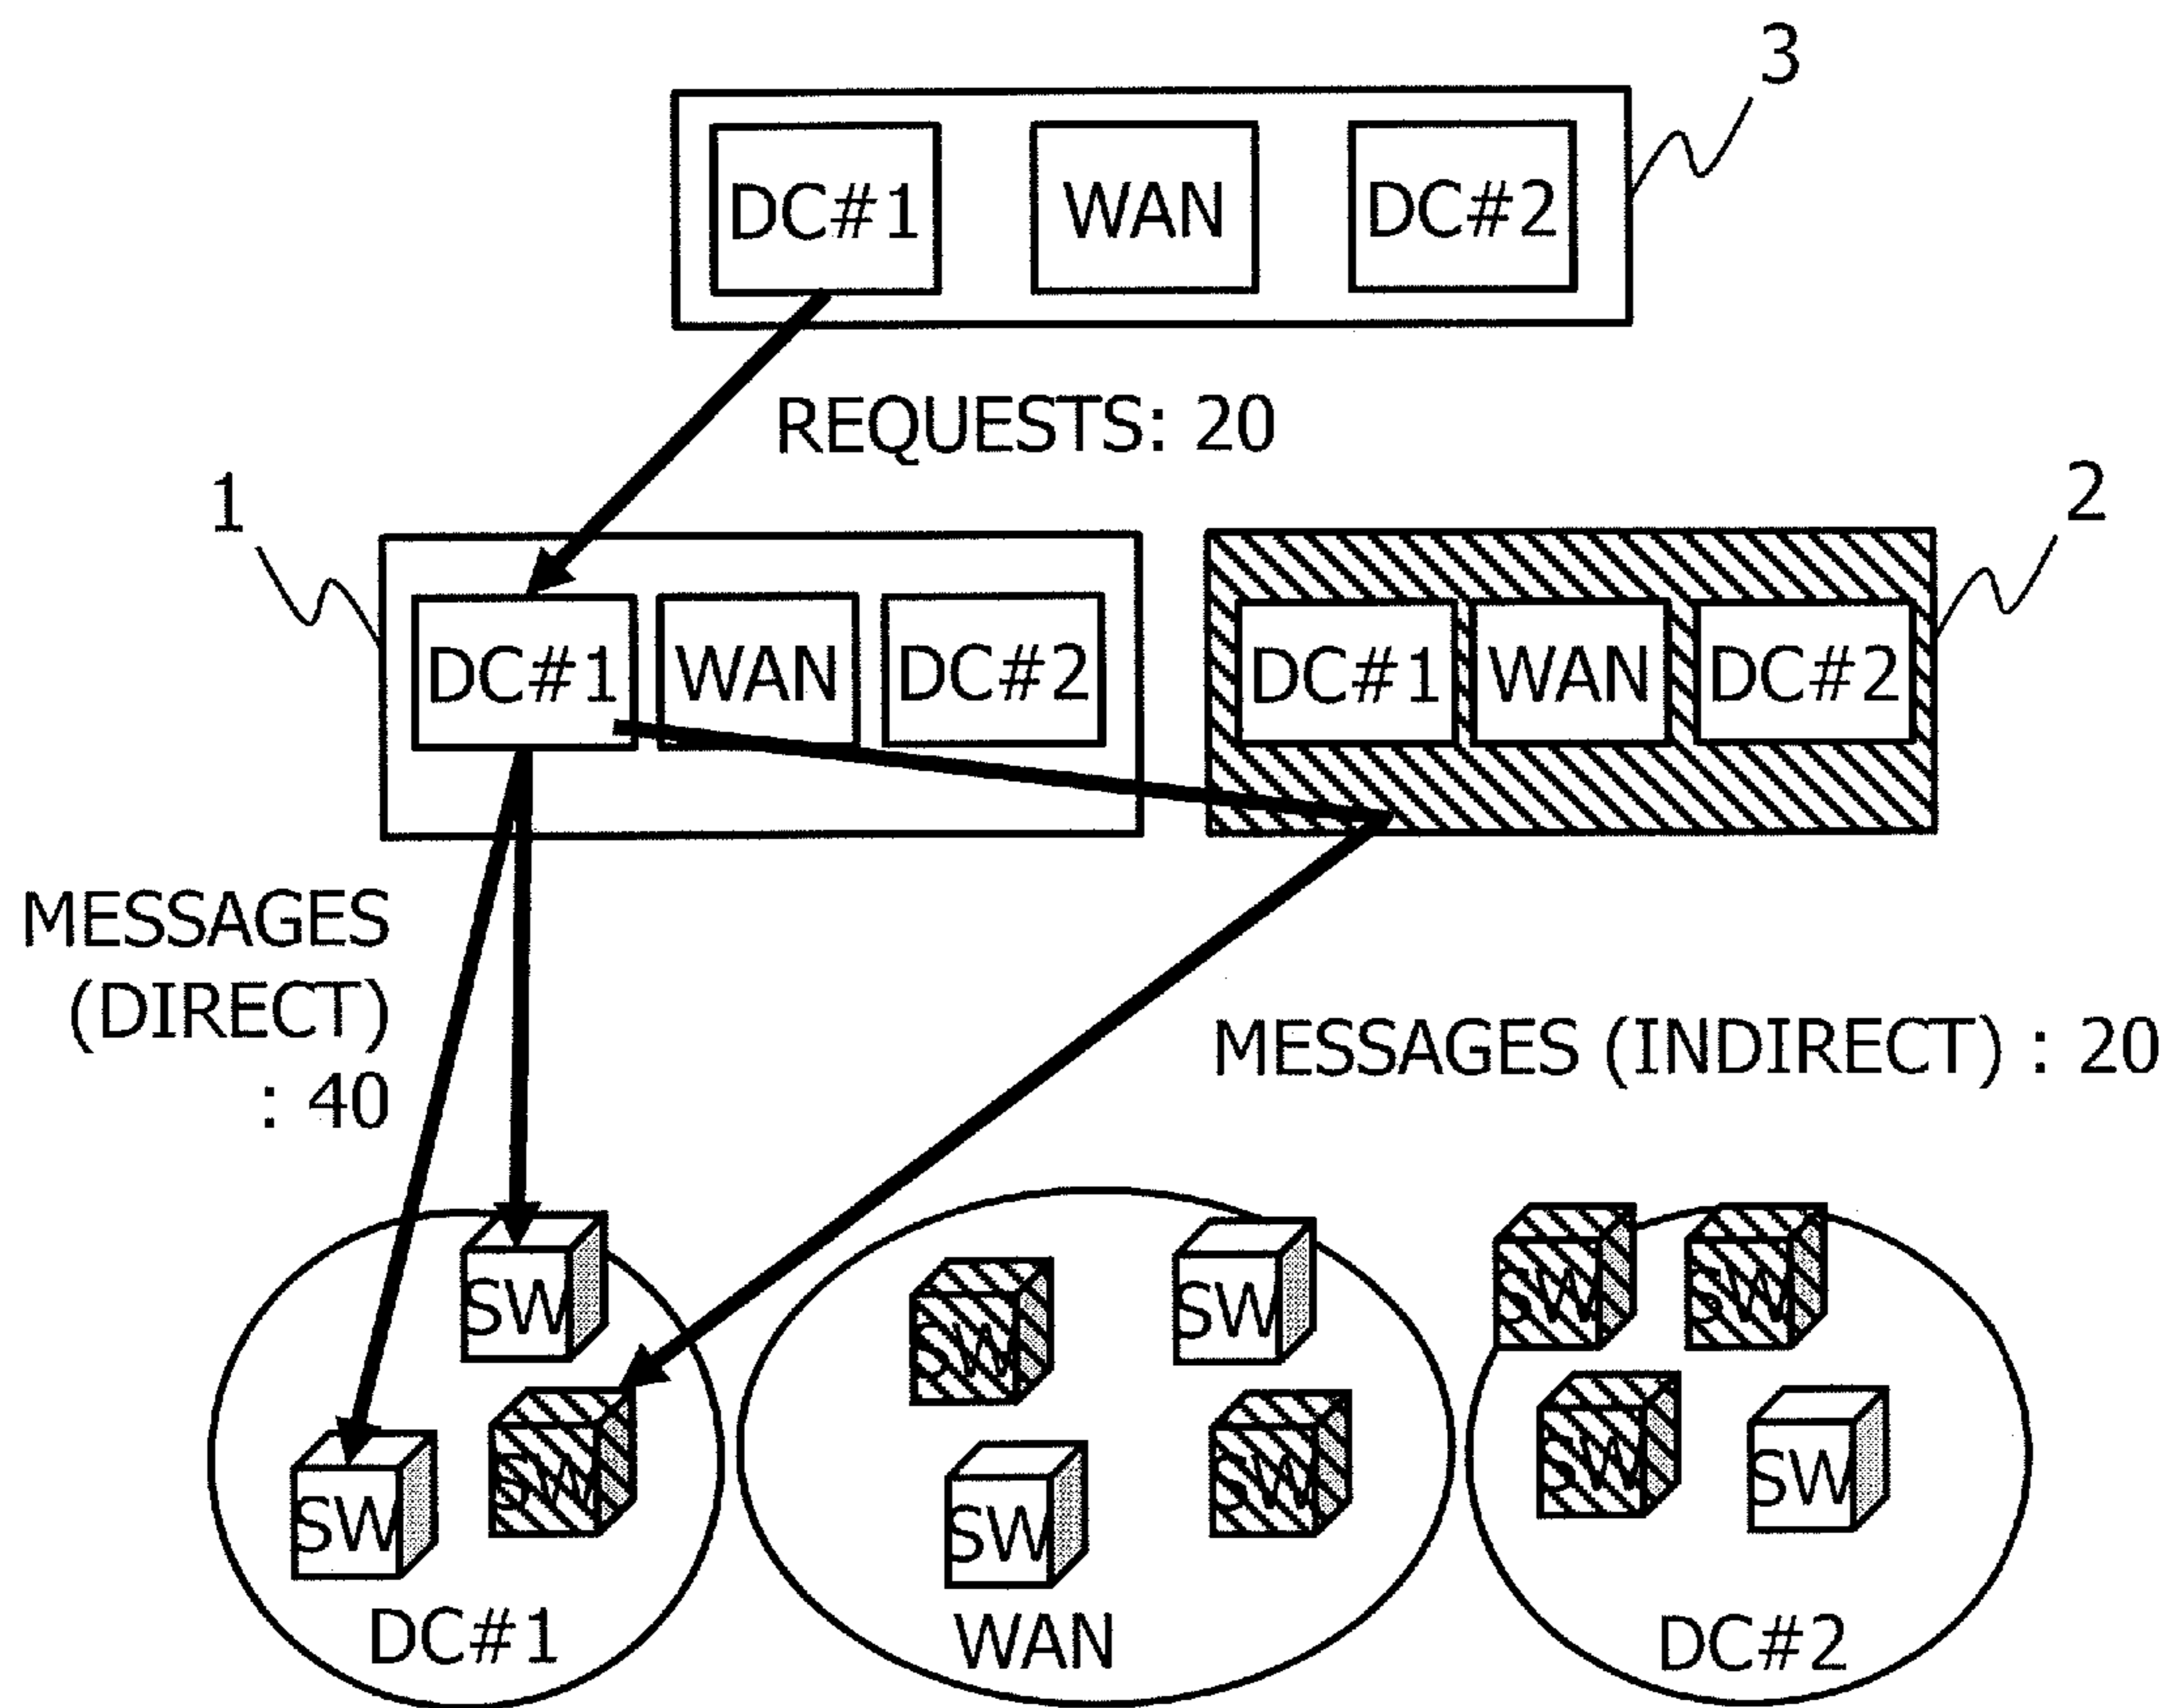 3
DC#1 WAN DC#2
REQUESTS: 20
1 2
DC#1 WAN DC#2 DC#1 WAN DC#2
MESSAGES
(DIRECT)
: 40
MESSAGES (INDIRECT) : 20
SW SW SW SW
SW SW
SW SW SW SW
SW
DC#1 WAN DC#2